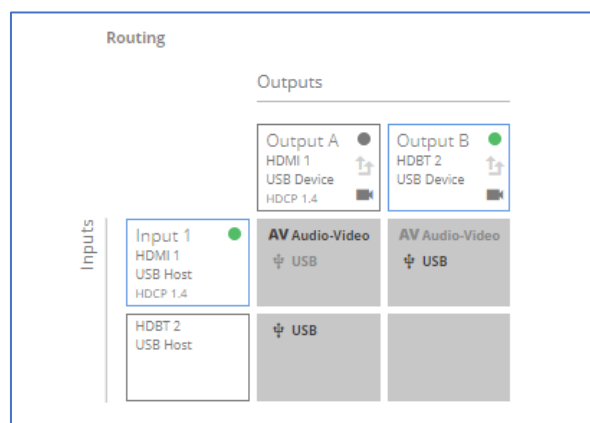 Routing
Outputs
Output A
HDMI 1
USB Device
HDCP 1.4
Output B
HDBT 2
USB Device
Inputs
Input 1
HDMI 1
USB Host
HDCP 1.4
AV Audio-Video
USB
AV Audio-Video
USB
HDBT 2
USB Host
USB